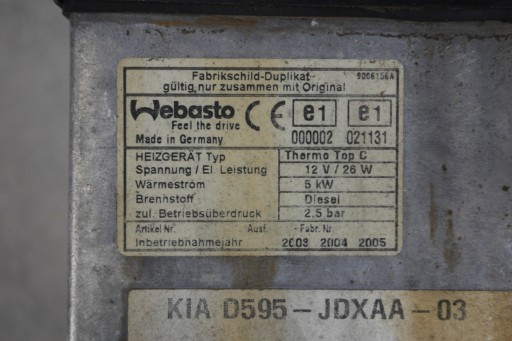 Fabrikschild-Duplikat 9006156A
gültig nur zusammen mit Original
Webasto CE e1 e1
Feel the drive
Made in Germany 000002 021131
HEIZGERÄT Typ Thermo Top C
Spannung / El. Leistung 12 V / 26 W
Wärmestrom 5 kW
Brennstoff Diesel
zul. Betriebsüberdruck 2,5 bar
Artikel Nr. Ausf. Fabr. Nr.
Inbetriebnahmejahr 2003 2004 2005
KIA D595-JDXAA-03